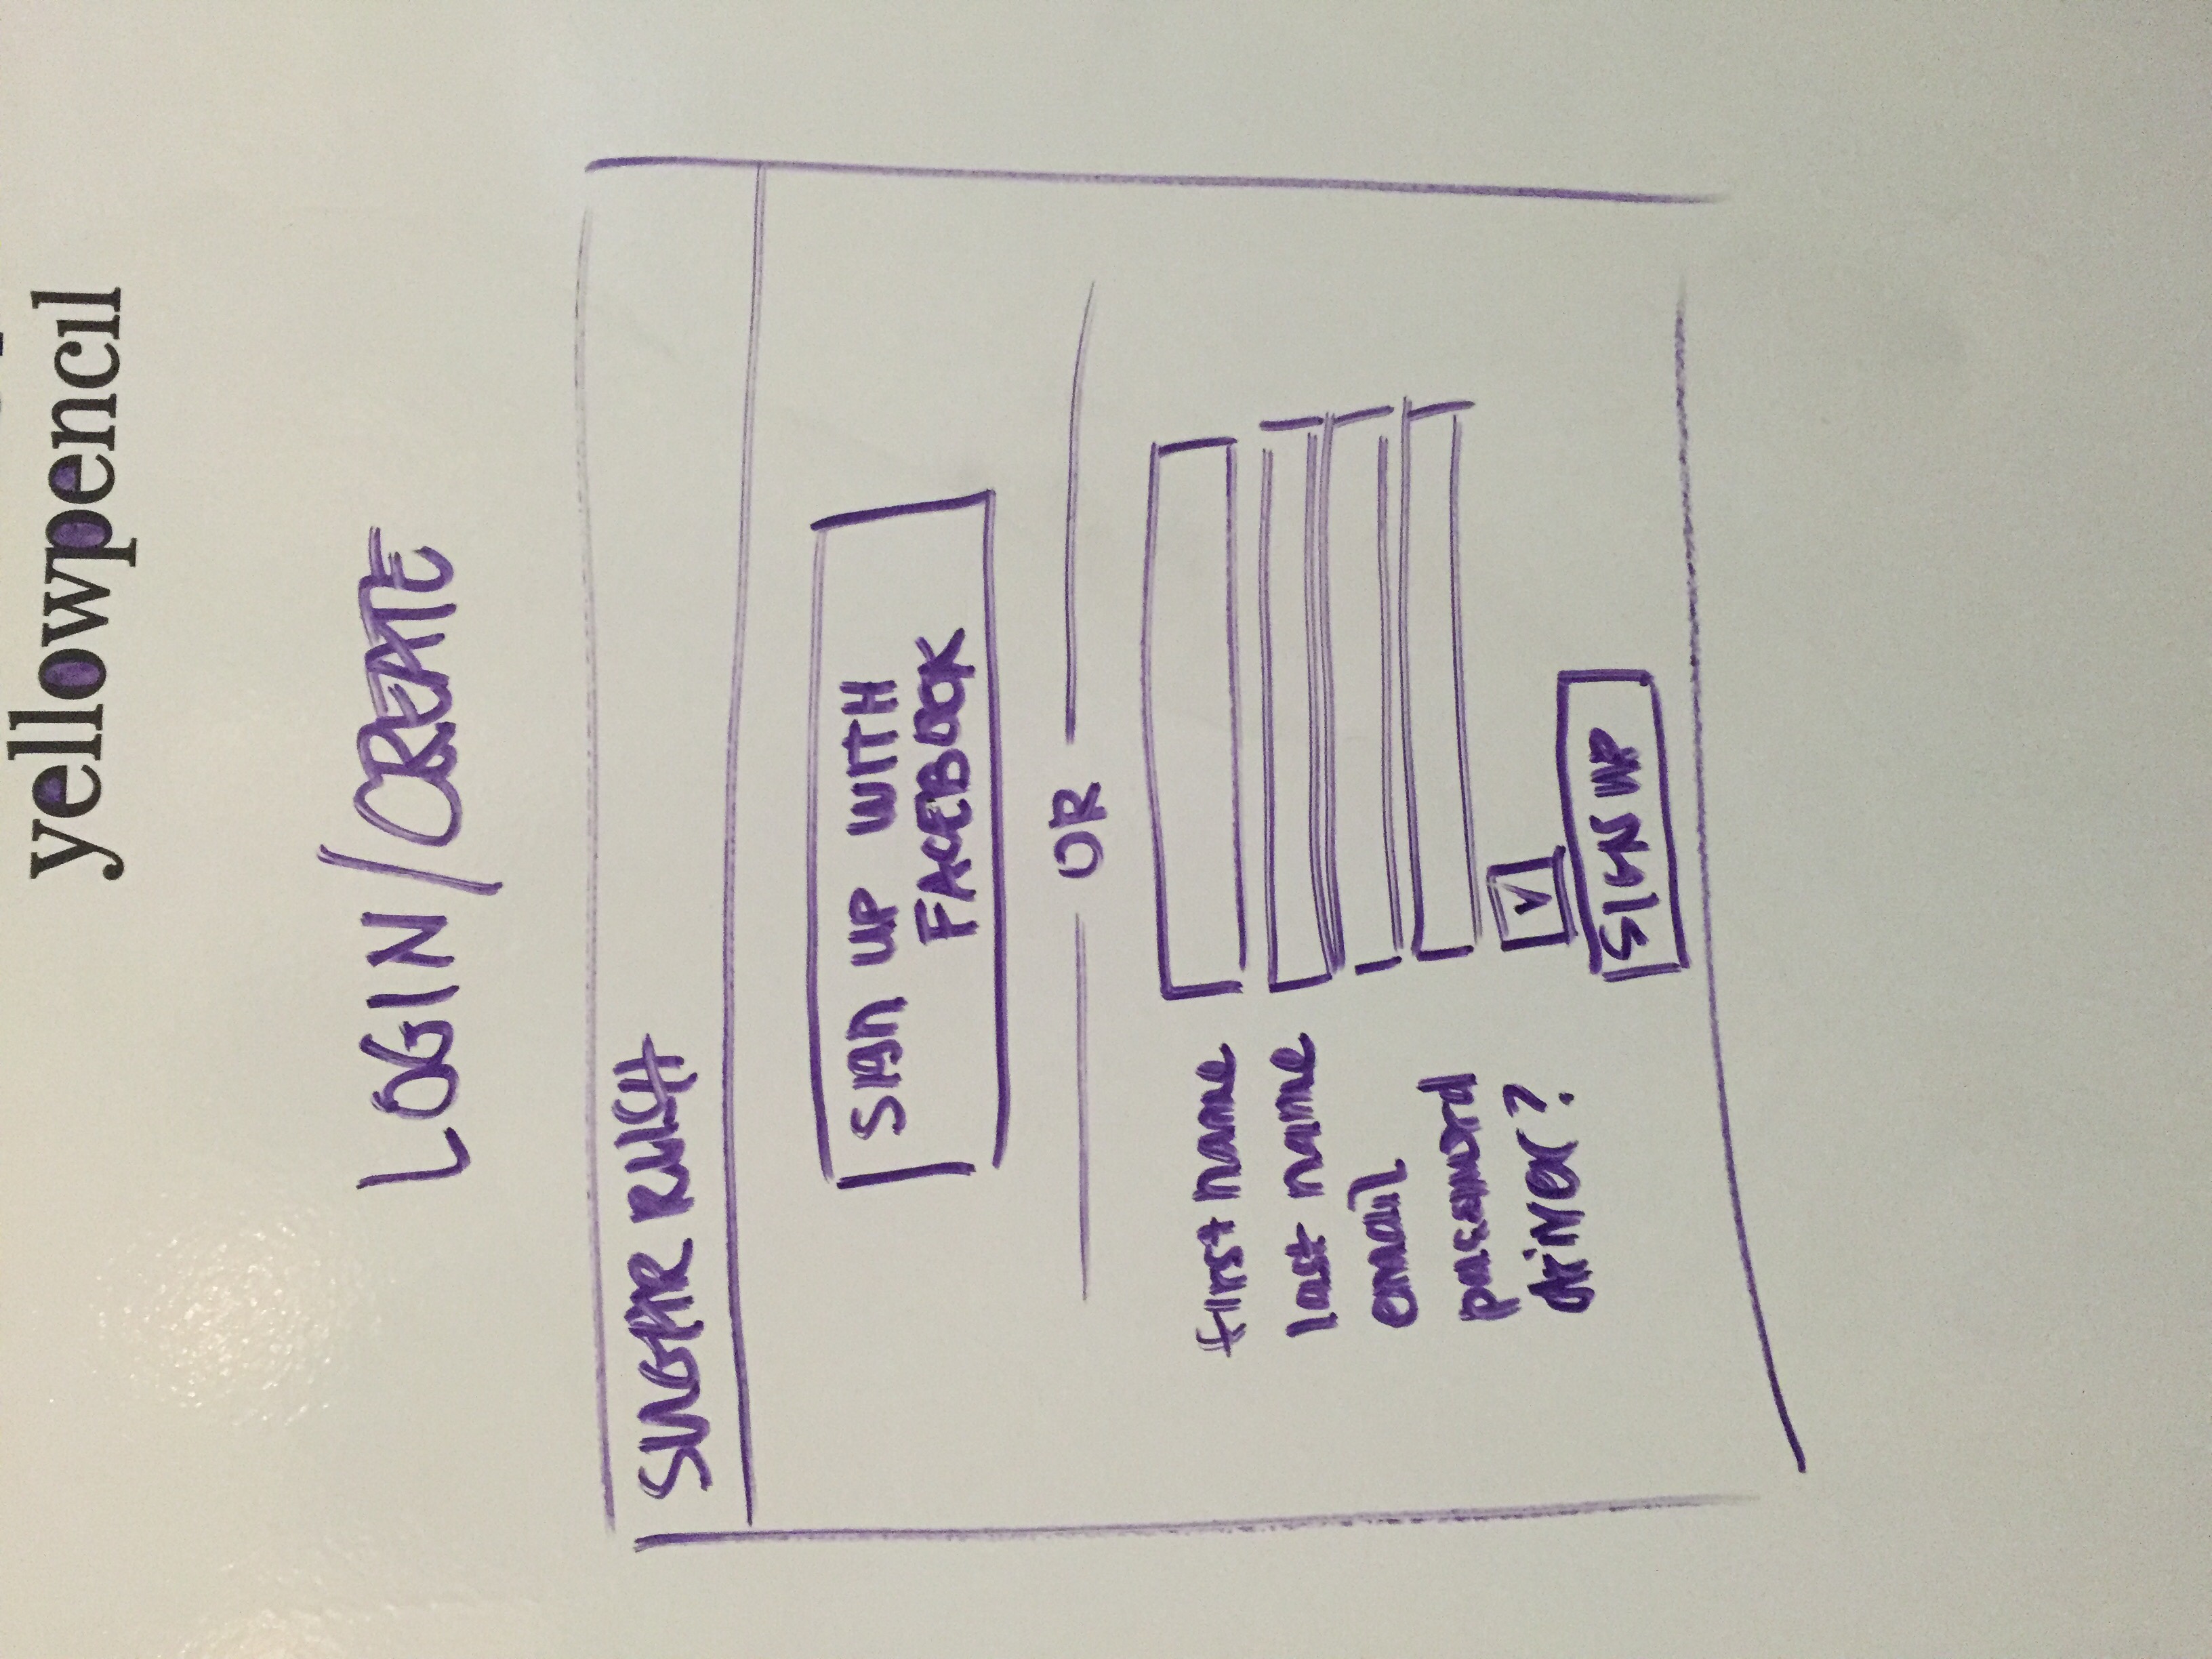 yellowpencil
LOGIN/CREATE
SUGAR RUSH
SIgn UP WITH
FACEBOOK
OR
first name
last name
email
password
driver?
SIGN UP